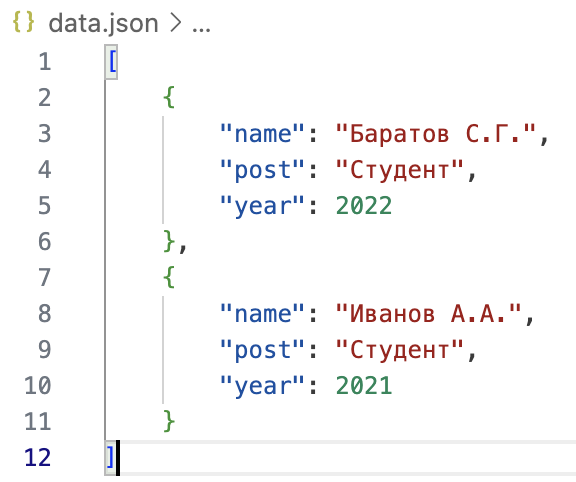 {} data.json > ...
1 [
2 {
3 "name": "Баратов С.Г.",
4 "post": "Студент",
5 "year": 2022
6 },
7 {
8 "name": "Иванов А.А.",
9 "post": "Студент",
10 "year": 2021
11 }
12 ]